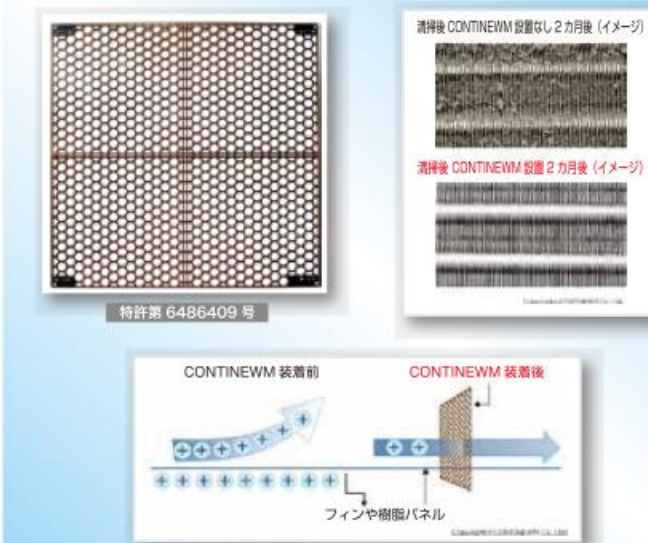 特許第 6486409 号
清掃後 CONTINEWM 設置なし 2 カ月後 (イメージ)
清掃後 CONTINEWM 設置 2 カ月後 (イメージ)
CONTINEWM 装着前
CONTINEWM 装着後
フィンや樹脂パネル